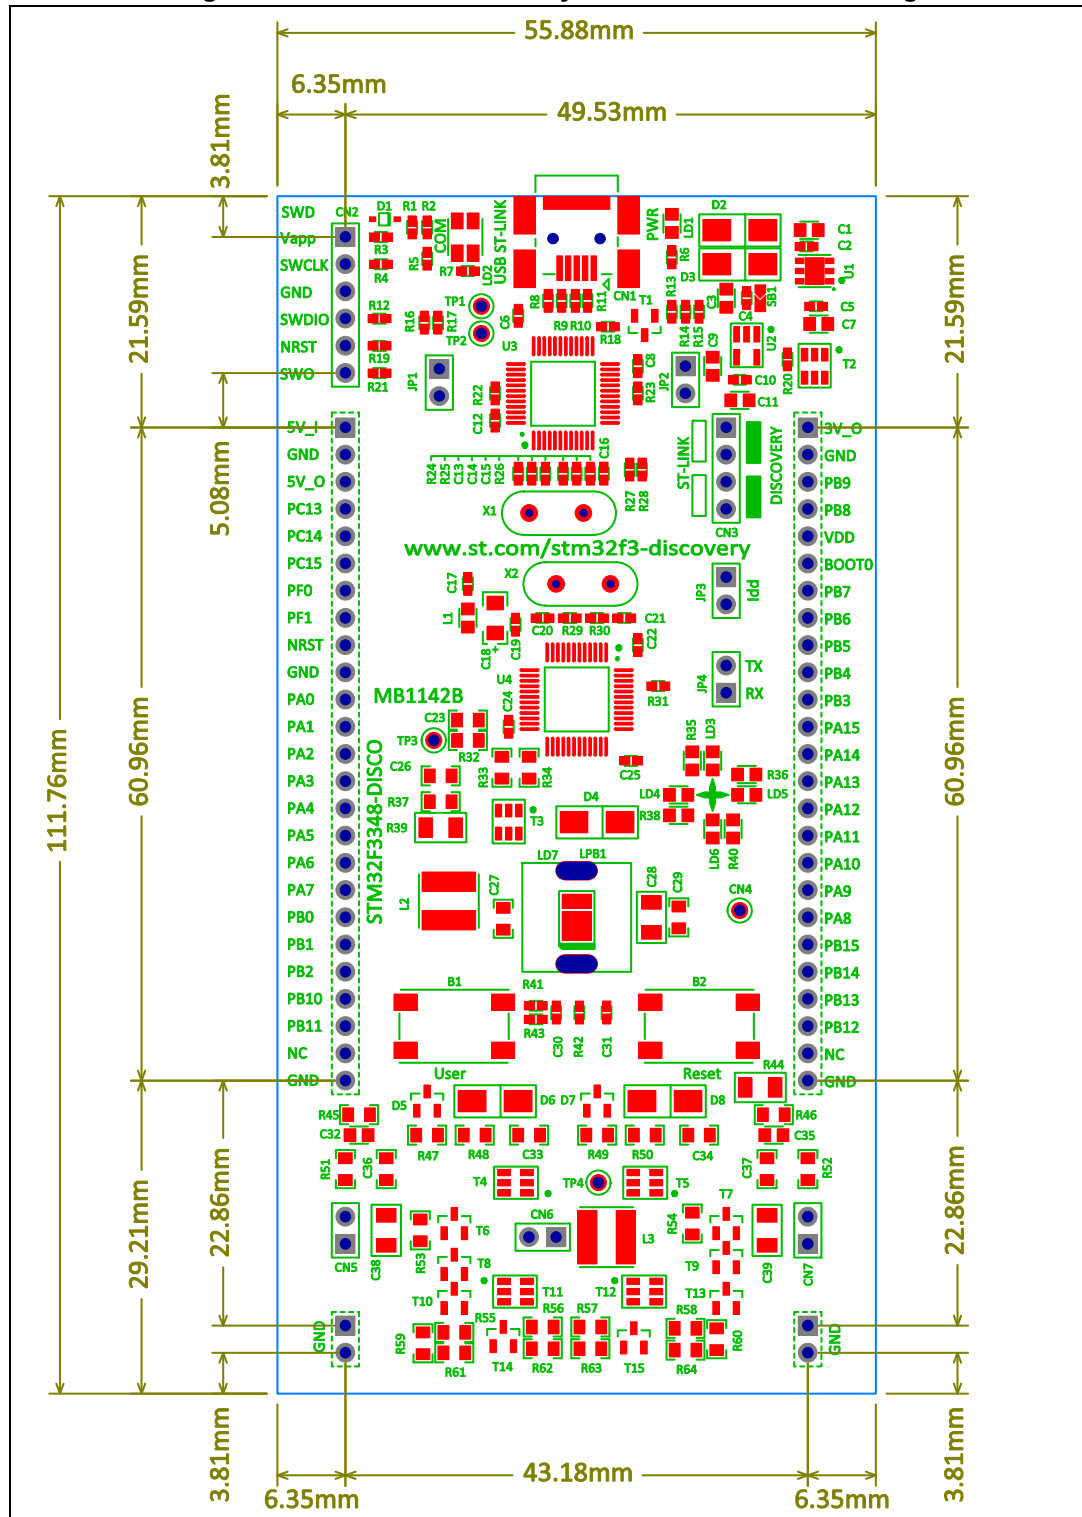 55.88mm
6.35mm
49.53mm
3.81mm
SWD
CN2
D1
R1
R2
COM
USB ST-LINK
PWR
LD1
D2
C1
C2
Vapp
R3
SWCLK
R4
R5
R7
LD2
R6
D3
U1
GND
CN1
R13
C3
SB1
TP1
R8
R11
T1
C4
C5
SWDIO
R12
R16
R17
C6
R9
R10
R18
R14
R15
C7
TP2
U3
U2
NRST
R19
C9
T2
SWO
R21
JP1
C8
JP2
R20
C10
R22
R23
C11
C12
21.59mm
21.59mm
5V_I
3V_O
GND
ST-LINK
DISCOVERY
GND
R24
R25
C13
C14
C15
R26
C16
R27
R28
5V_O
PB9
PC13
X1
CN3
PB8
5.08mm
PC14
www.st.com/stm32f3-discovery
VDD
PC15
X2
BOOT0
PF0
C17
JP3
Idd
PB7
PF1
L1
C18
+
C19
C20
R29
R30
C21
PB6
NRST
C22
PB5
GND
U4
JP4
TX
PB4
PA0
MB1142B
R31
RX
PB3
PA1
C23
C24
PA15
TP3
R32
R35
LD3
PA2
C25
PA14
C26
R33
R34
R36
PA3
PA13
R37
D4
LD4
LD5
PA4
PA12
R39
T3
R38
PA5
LD6
R40
PA11
60.96mm
60.96mm
111.76mm
STM32F3348-DISCO
PA6
LD7
LPB1
PA10
PA7
C27
C28
C29
CN4
PA9
L2
PB0
PA8
PB1
PB15
PB2
B1
R41
B2
PB14
PB10
PB13
PB11
R43
C30
R42
C31
PB12
NC
NC
User
Reset
R44
GND
GND
D5
D6
D7
D8
R45
R46
C32
R47
R48
C33
R49
R50
C34
C35
R51
C36
C37
R52
T4
TP4
T5
T7
CN6
R54
T6
L3
CN5
C38
R53
T8
T9
C39
CN7
22.86mm
22.86mm
29.21mm
T10
T11
T12
T13
R55
R56
R57
R58
GND
R59
R60
GND
R61
T14
R62
R63
T15
R64
3.81mm
3.81mm
43.18mm
6.35mm
6.35mm